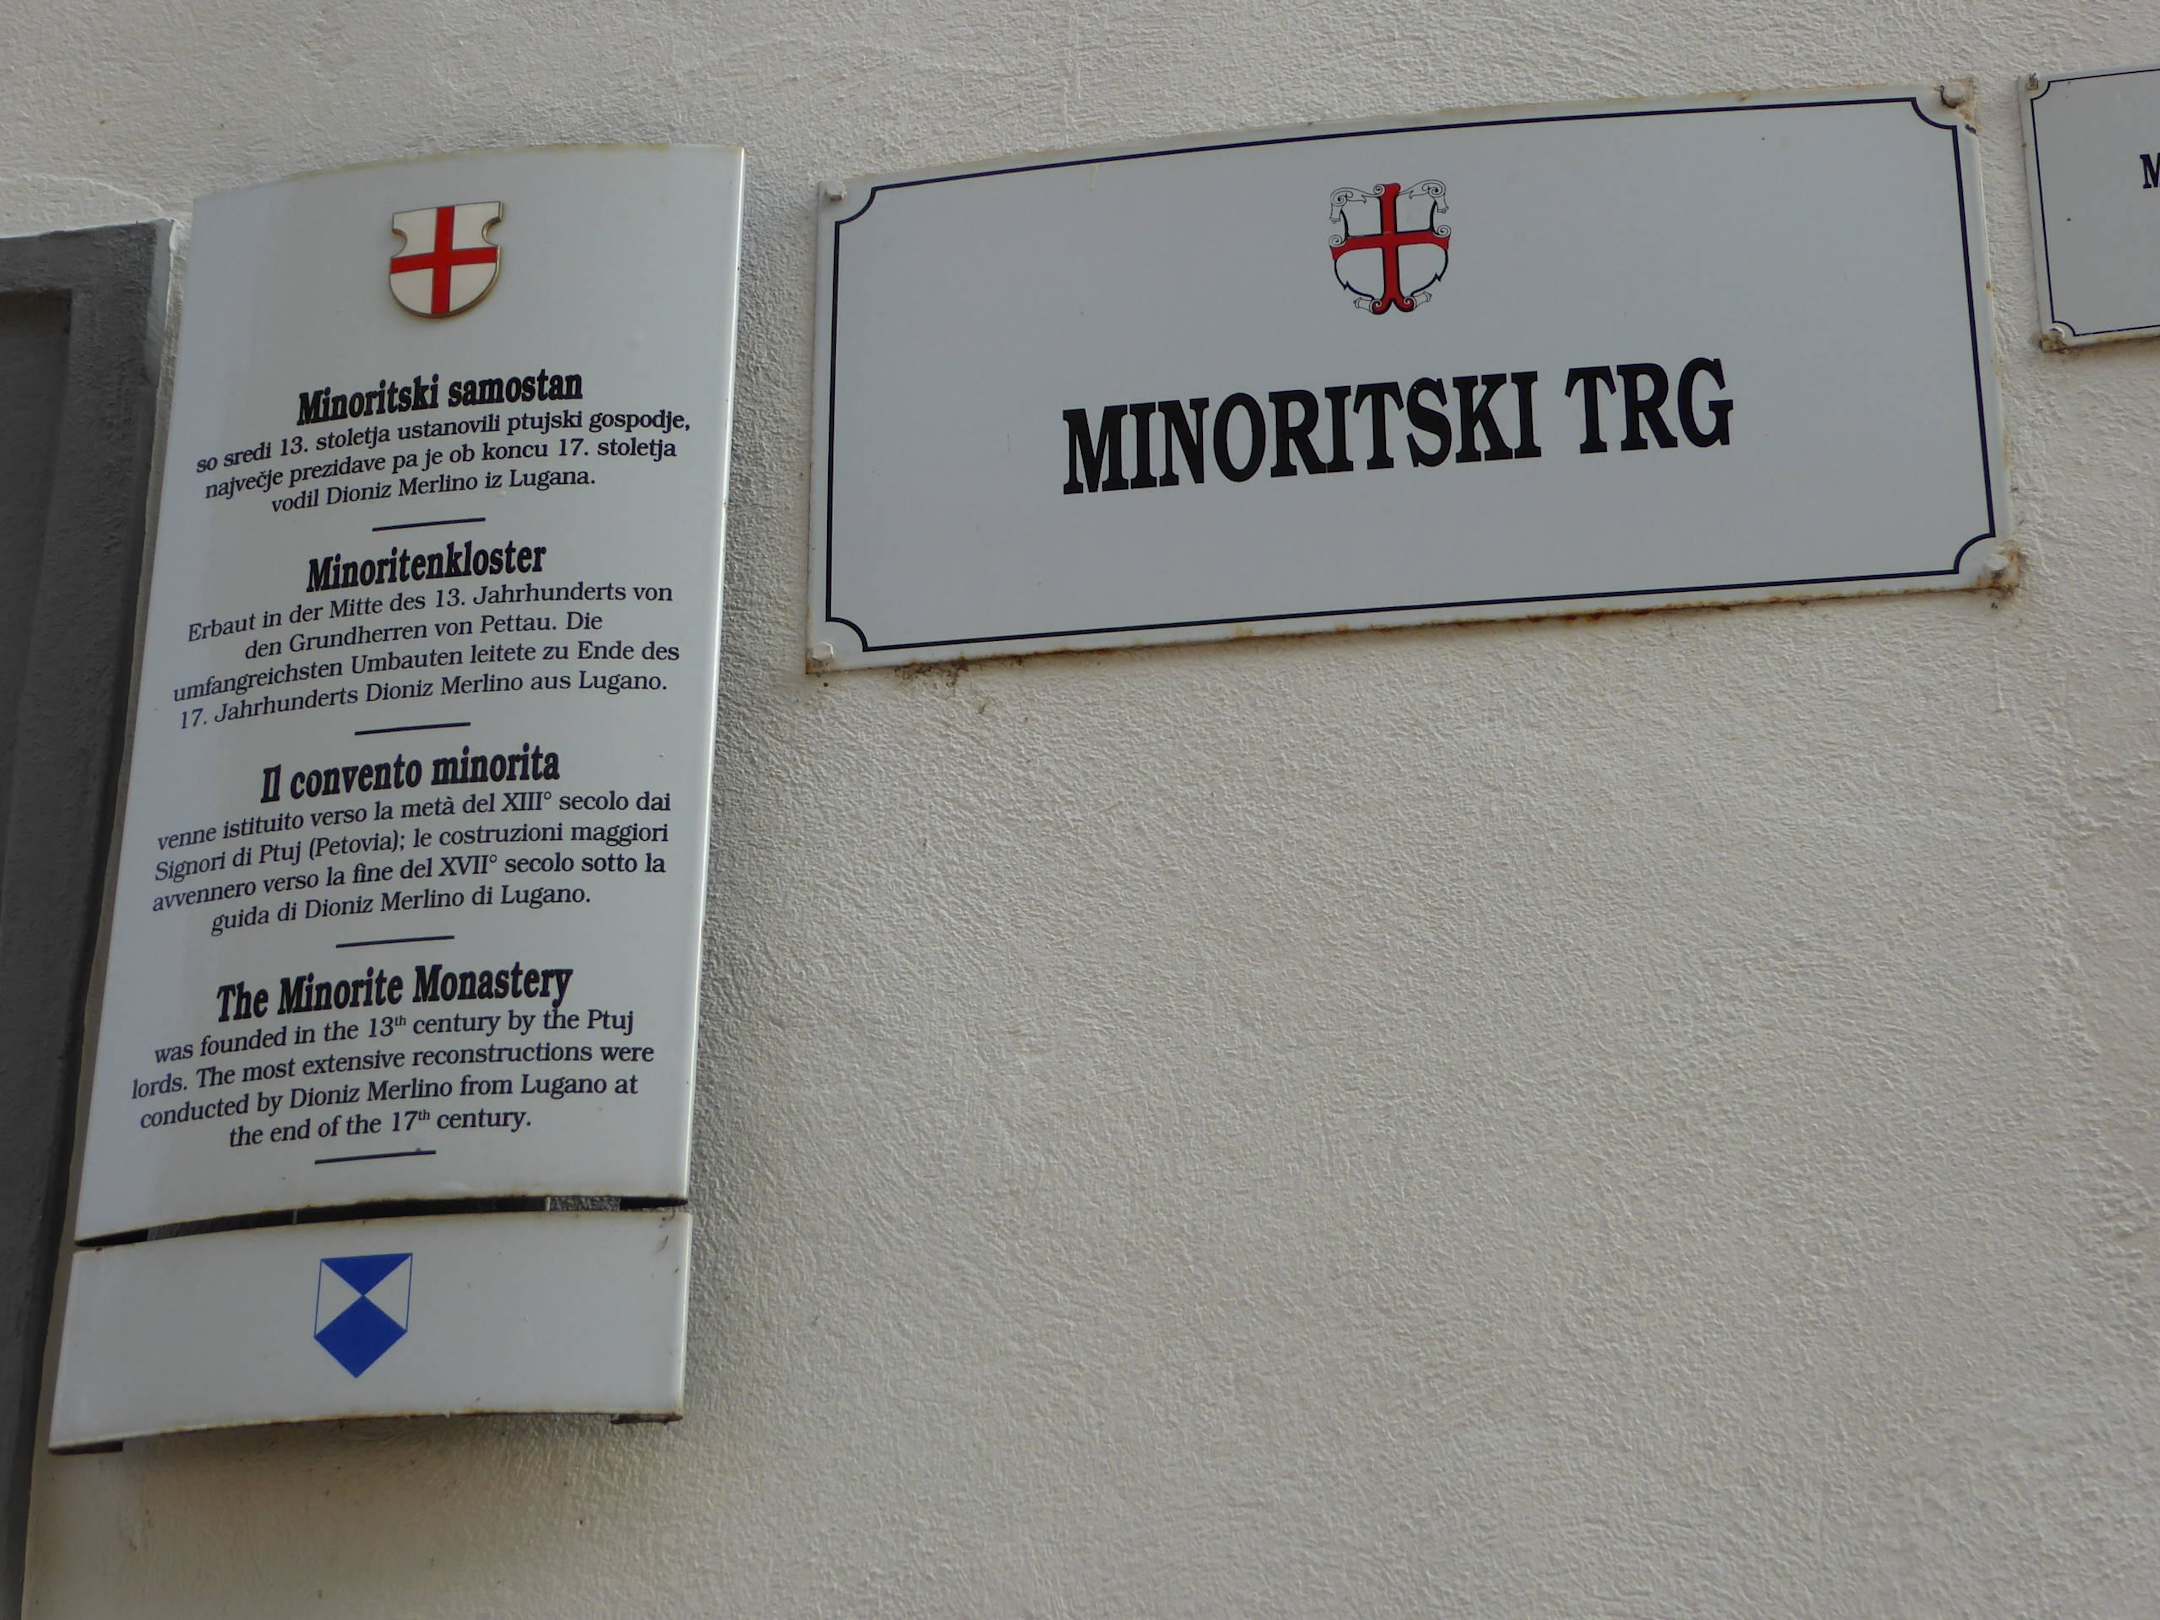 Minoritski samostan
so sredi 13. stoletja ustanovili ptujski gospodje,
največje prezidave pa je ob koncu 17. stoletja
vodil Dioniz Merlino iz Lugana.
Minoritenkloster
Erbaut in der Mitte des 13. Jahrhunderts von
den Grundherren von Pettau. Die
umfangreichsten Umbauten leitete zu Ende des
17. Jahrhunderts Dioniz Merlino aus Lugano.
Il convento minorita
venne istituito verso la metà del XIII° secolo dai
Signori di Ptuj (Petovia); le costruzioni maggiori
avvennero verso la fine del XVII° secolo sotto la
guida di Dioniz Merlino di Lugano.
The Minorite Monastery
was founded in the 13th century by the Ptuj
lords. The most extensive reconstructions were
conducted by Dioniz Merlino from Lugano at
the end of the 17th century.
MINORITSKI TRG